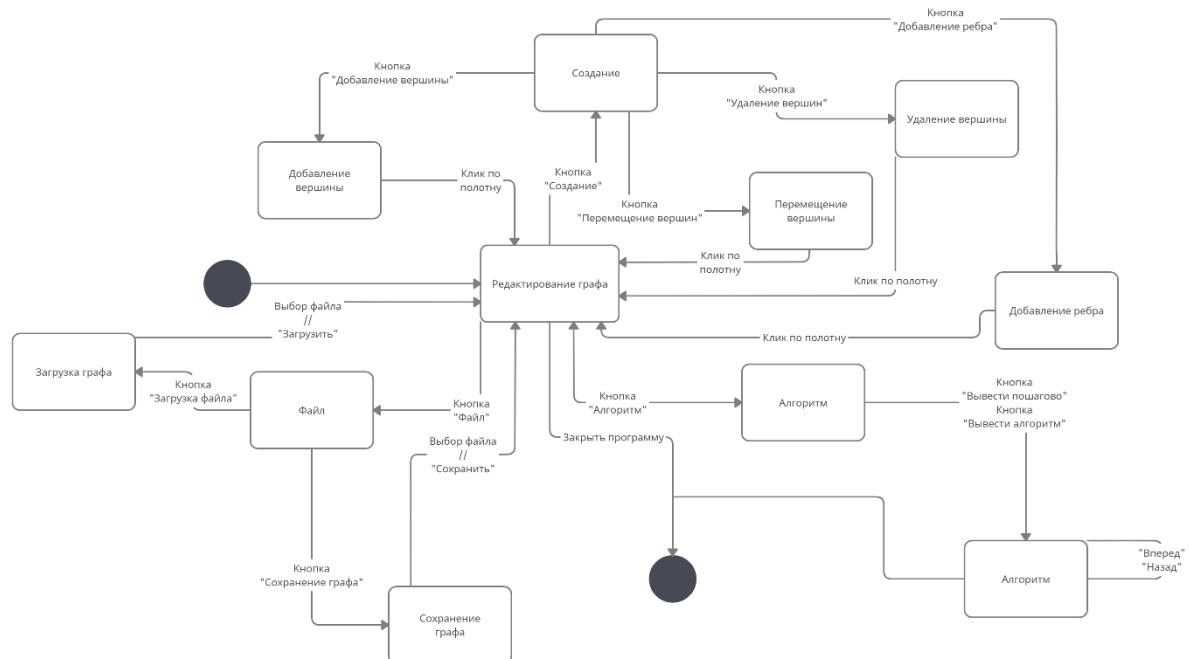 Кнопка
"Добавление ребра"
Кнопка
"Добавление вершины"
Создание
Кнопка
"Удаление вершин"
Удаление вершины
Добавление
вершины
Клик по
полотну
Кнопка
"Создание"
Кнопка
"Перемещение вершин"
Перемещение
вершины
Клик по
полотну
Клик по полотну
Редактирование графа
Добавление ребра
Выбор файла
//
"Загрузить"
Клик по полотну
Загрузка графа
Кнопка
"Загрузка файла"
Файл
Кнопка
"Файл"
Кнопка
"Алгоритм"
Алгоритм
Кнопка
"Вывести пошагово"
Кнопка
"Вывести алгоритм"
Закрыть программу
Выбор файла
//
"Сохранить"
Кнопка
"Сохранение графа"
Сохранение
графа
Алгоритм
"Вперед"
"Назад"